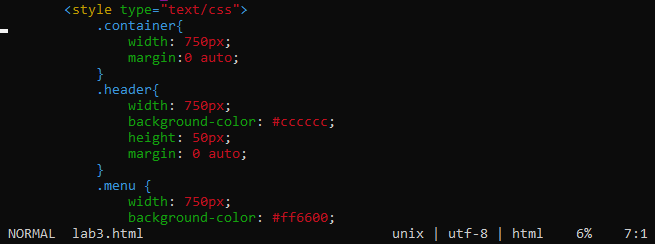 <style type="text/css">
.container{
width: 750px;
margin:0 auto;
}
.header{
width: 750px;
background-color: #cccccc;
height: 50px;
margin: 0 auto;
}
.menu {
width: 750px;
background-color: #ff6600;
NORMAL lab3.html unix | utf-8 | html 6% 7:1